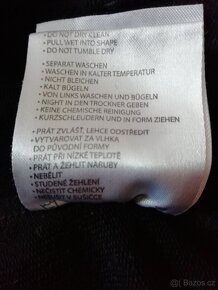 • DO NOT DRY CLEAN
• PULL WET INTO SHAPE
• DO NOT TUMBLE DRY
• SEPARAT WASCHEN
• WASCHEN IN KALTER TEMPERATUR
• NICHT BLEICHEN
• KALT BÜGELN
• VON LINKS WASCHEN UND BÜGELN
• NIGHT IN DEN TROCKNER GEBEN
• KEINE CHEMISCHE REINIGUNG
• KURZSCHLEUDERN UND IN FORM ZIEHEN
• PRÁT ZVLÁŠŤ, LEHCE ODSTŘEDIT
• VYTVAROVAT ZA VLHKA
DO PŮVODNÍ FORMY
• PRÁT PŘI NÍZKÉ TEPLOTĚ
• PRÁT A ŽEHLIT NARUBY
• NEBĚLIT
• STUDENÉ ŽEHLENÍ
• NEČISTIT CHEMICKY
• NESUŠIT V SUŠIČCE
Sbazar.cz